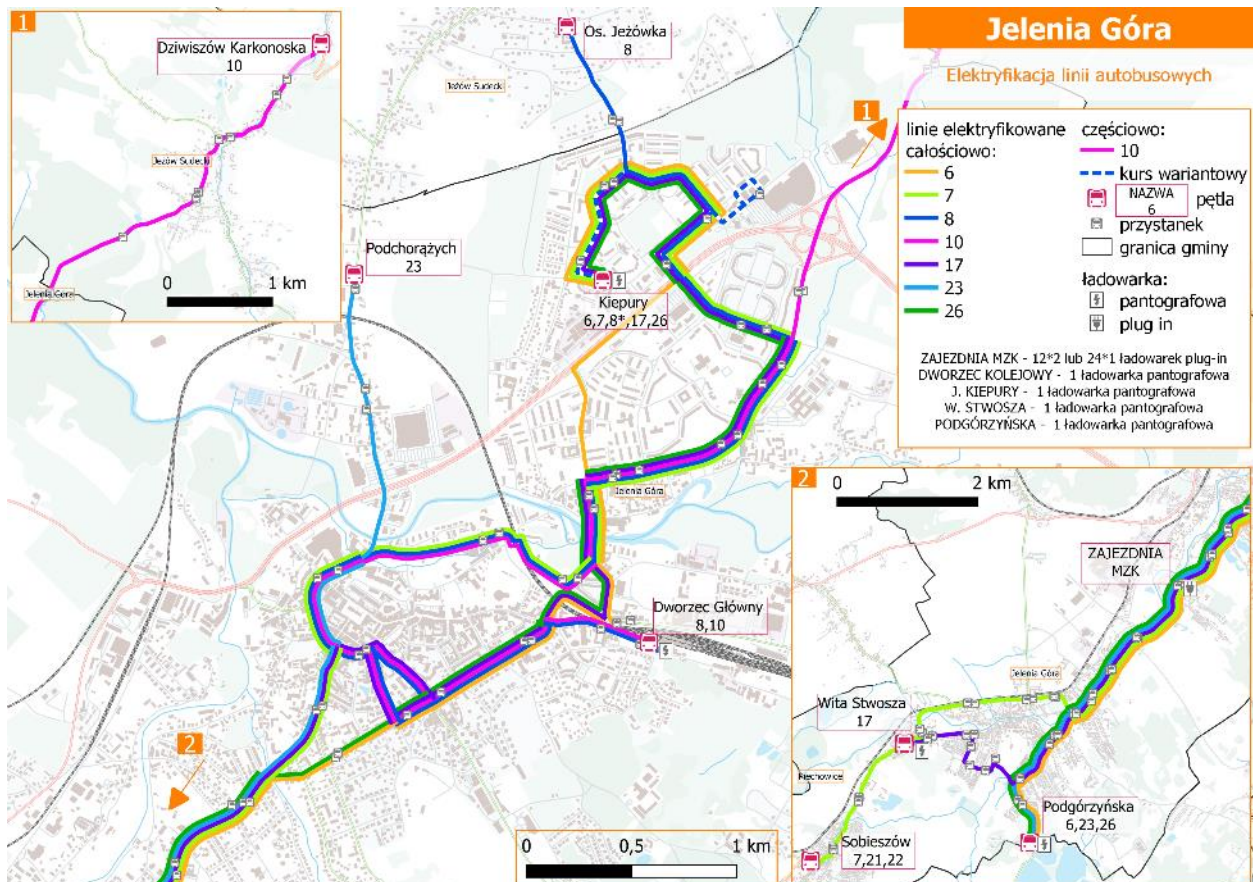 1
Dziwiszów Karkonoska
10
Jeżów Sudecki
0 1 km
Jelenia Góra
Os. Jeżówka
8
Jeżów Sudecki
1
Podchorążych
23
Kiepury
6,7,8*,17,26
Jelenia Góra
Dworzec Główny
8,10
2
0 0,5 1 km
Jelenia Góra
Elektryfikacja linii autobusowych
linie elektryfikowane
całościowo:
6
7
8
10
17
23
26
częściowo:
10
kurs wariantowy
NAZWA
6
pętla
przystanek
granica gminy
ładowarka:
pantografowa
plug in
ZAJEZDNIA MZK - 12*2 lub 24*1 ładowarek plug-in
DWORZEC KOLEJOWY - 1 ładowarka pantografowa
J. KIEPURY - 1 ładowarka pantografowa
W. STWOSZA - 1 ładowarka pantografowa
PODGÓRZYŃSKA - 1 ładowarka pantografowa
2
0 2 km
ZAJEZDNIA
MZK
Jelenia Góra
Wita Stwosza
17
Piechowice
Podgórzyńska
6,23,26
Sobieszów
7,21,22